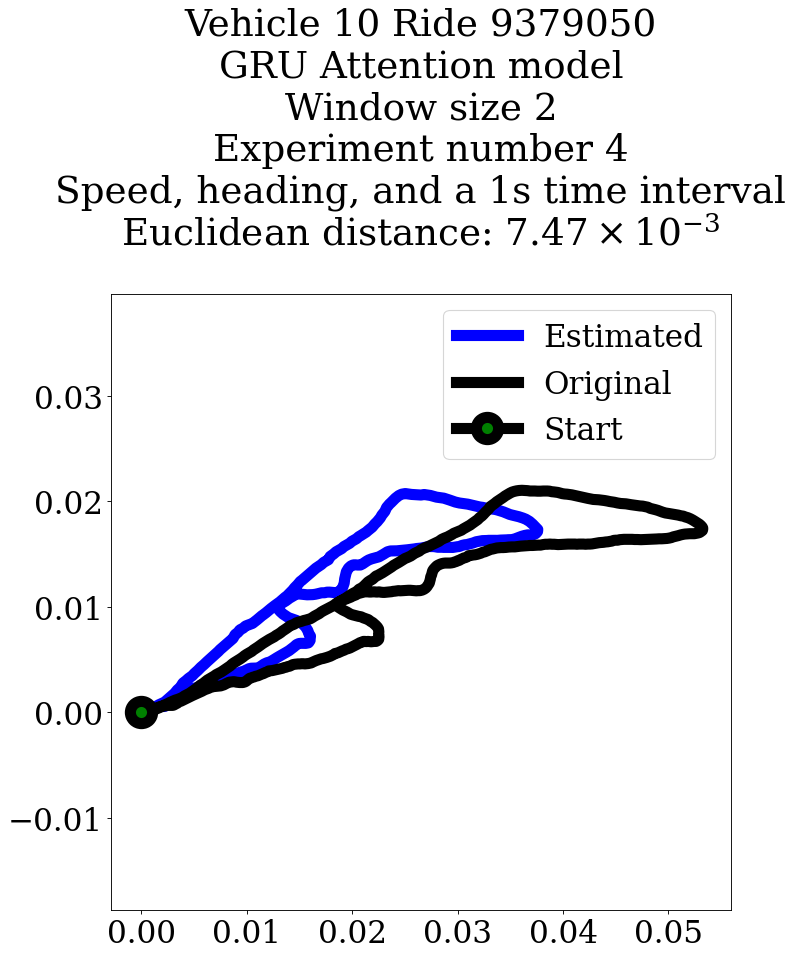 Vehicle 10 Ride 9379050
GRU Attention model
Window size 2
Experiment number 4
Speed, heading, and a 1s time interval
Euclidean distance: 7.47 × 10⁻³
Estimated
Original
Start
0.03
0.02
0.01
0.00
−0.01
0.00 0.01 0.02 0.03 0.04 0.05